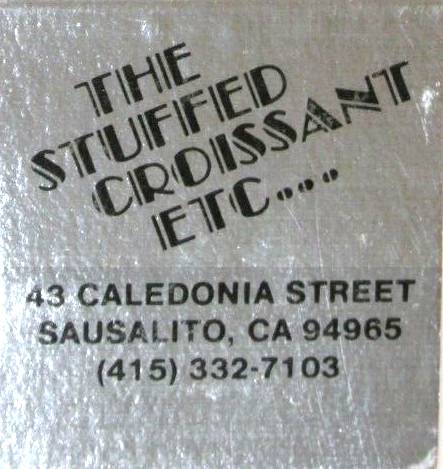 THE
STUFFED
CROISSANT
ETC....
43 CALEDONIA STREET
SAUSALITO, CA 94965
(415) 332-7103